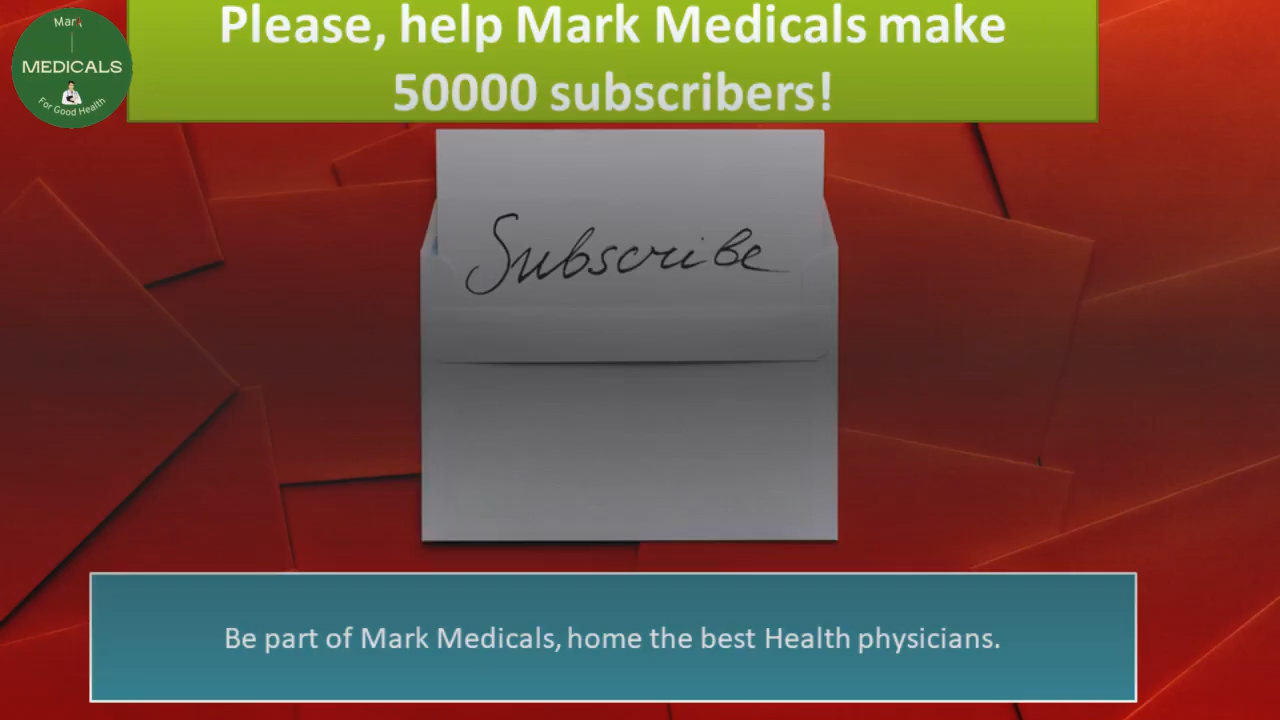 Please, help Mark Medicals make
50000 subscribers!
Mark
MEDICALS
For Good Health
Subscribe
Be part of Mark Medicals, home the best Health physicians.